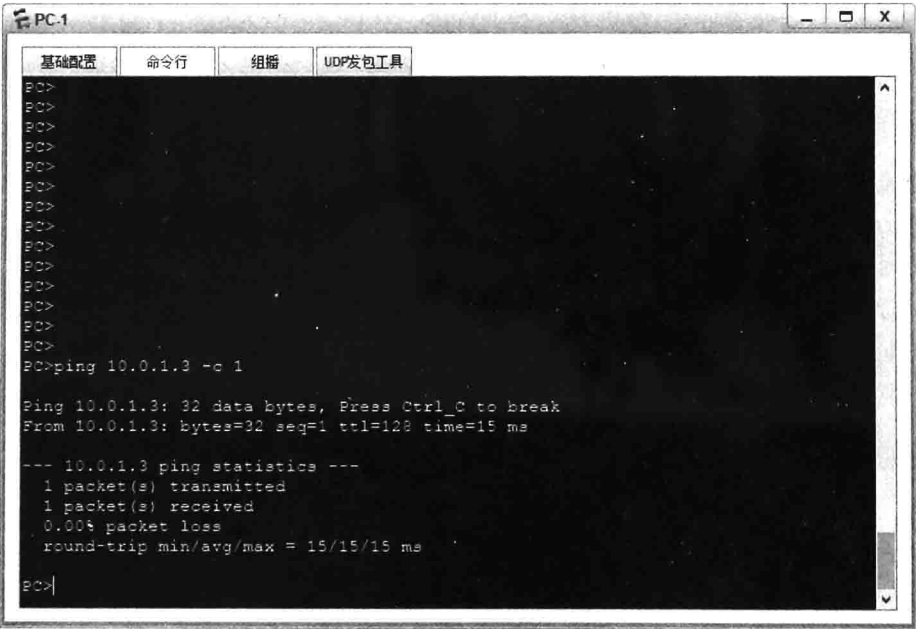 PC-1
基础配置
命令行
组播
UDP发包工具
PC>
PC>
PC>
PC>
PC>
PC>
PC>
PC>
PC>
PC>
PC>
PC>
PC>
PC>
PC>ping 10.0.1.3 -c 1
Ping 10.0.1.3: 32 data bytes, Press Ctrl_C to break
From 10.0.1.3: bytes=32 seq=1 ttl=128 time=15 ms
--- 10.0.1.3 ping statistics ---
1 packet(s) transmitted
1 packet(s) received
0.00% packet loss
round-trip min/avg/max = 15/15/15 ms
PC>